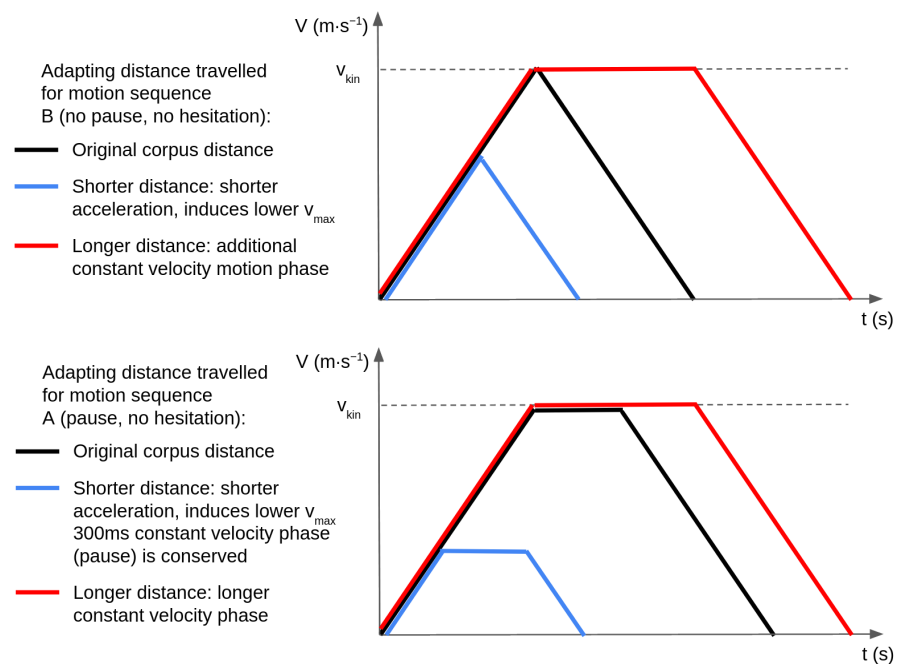 V (m·s⁻¹)
v_kin
Adapting distance travelled
for motion sequence
B (no pause, no hesitation):
Original corpus distance
Shorter distance: shorter
acceleration, induces lower v_max
Longer distance: additional
constant velocity motion phase
t (s)
V (m·s⁻¹)
v_kin
Adapting distance travelled
for motion sequence
A (pause, no hesitation):
Original corpus distance
Shorter distance: shorter
acceleration, induces lower v_max
300ms constant velocity phase
(pause) is conserved
Longer distance: longer
constant velocity phase
t (s)